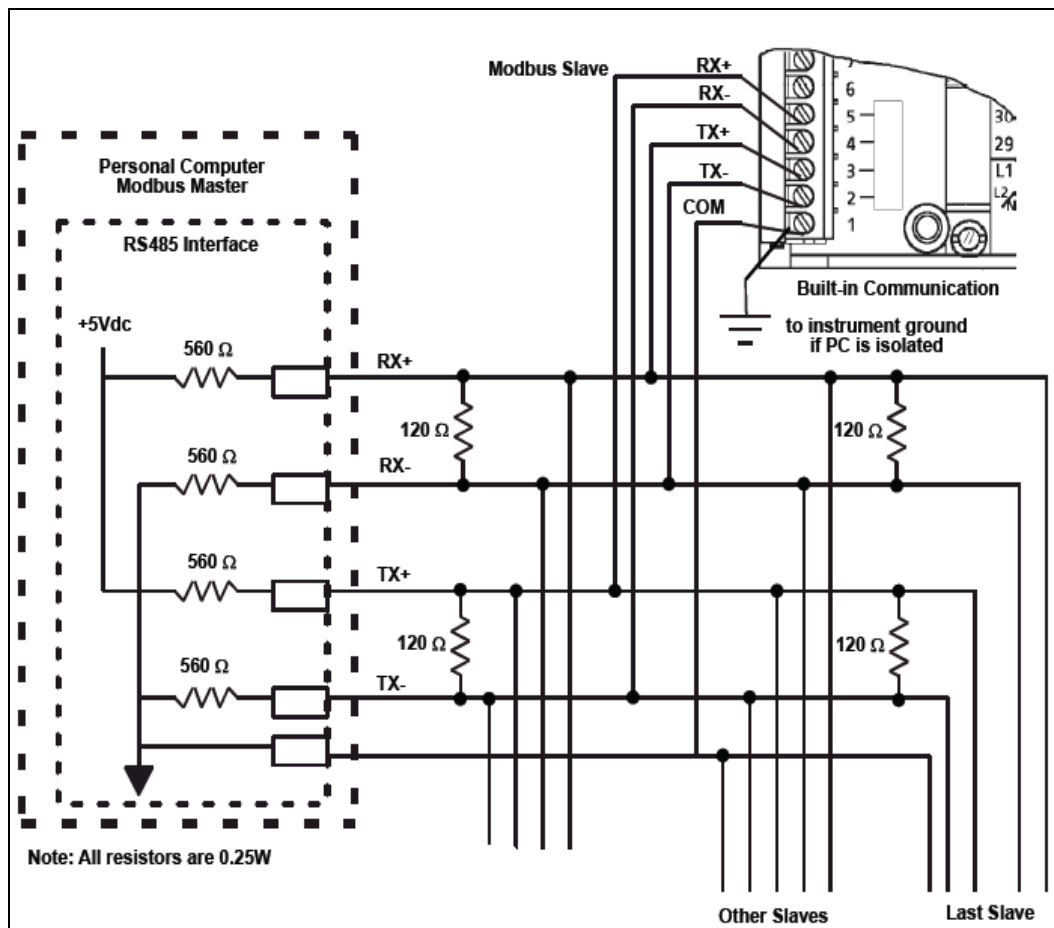 Modbus Slave
RX+
RX-
TX+
TX-
COM
7
6
5
4
3
2
1
30
29
L1
L2
N
Built-in Communication
to instrument ground
if PC is isolated
Personal Computer
Modbus Master
RS485 Interface
+5Vdc
560 Ω
RX+
120 Ω
120 Ω
560 Ω
RX-
560 Ω
TX+
120 Ω
120 Ω
560 Ω
TX-
Note: All resistors are 0.25W
Other Slaves
Last Slave